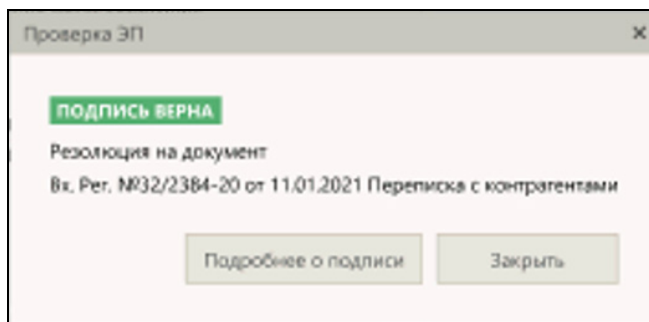 Проверка ЭП
ПОДПИСЬ ВЕРНА
Резолюция на документ
Вх. Рег. №32/2384-20 от 11.01.2021 Переписка с контрагентами
Подробнее о подписи
Закрыть